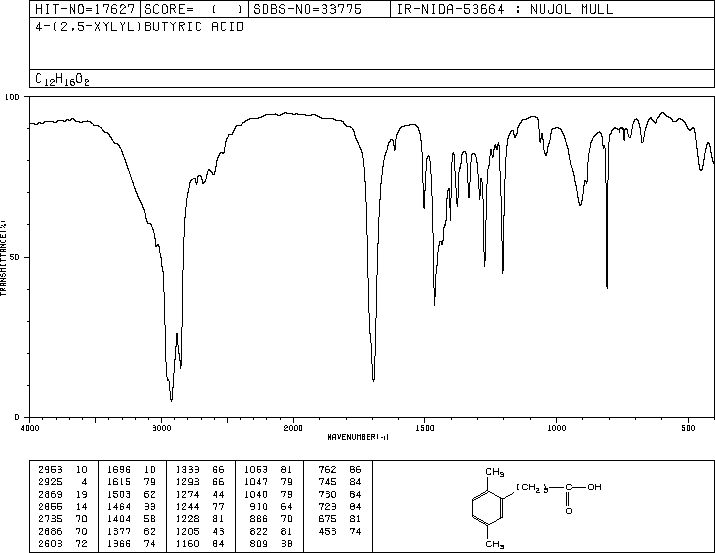 HIT-NO=17627 SCORE= ( ) SDBS-NO=33775 IR-NIDA-53664 : NUJOL MULL
4-(2,5-XYLYL)BUTYRIC ACID
C12H16O2
100
50
0
TRANSMITTANCE(%)
4000 3000 2000 1500 1000 500
WAVENUMBER(-1)
2953 10 1696 10 1333 66 1063 81 762 86
2925 4 1615 79 1293 66 1047 79 745 84
2869 19 1503 62 1274 44 1040 79 730 84
2855 14 1464 33 1244 77 910 64 723 84
2735 70 1404 58 1228 81 886 70 675 81
2686 70 1377 62 1205 43 822 81 453 74
2603 72 1366 74 1160 84 809 38
CH3
(CH2)3 C OH
O
CH3